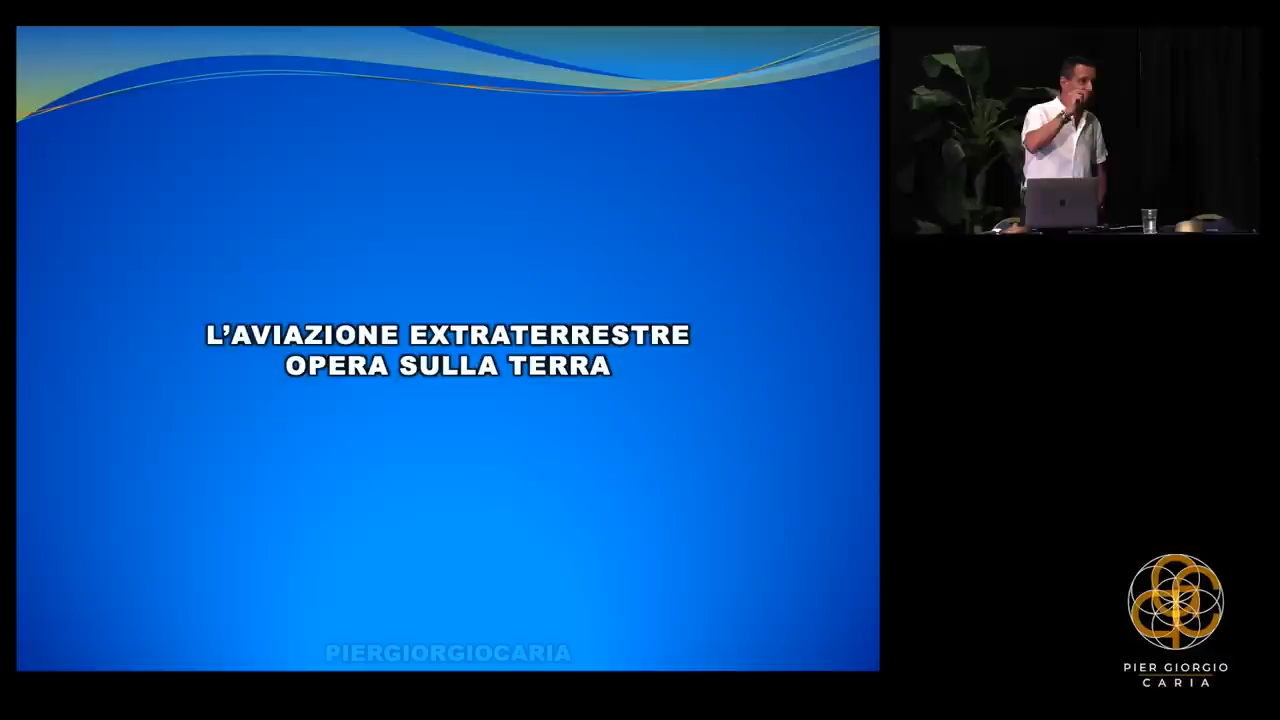 L’AVIAZIONE EXTRATERRESTRE
OPERA SULLA TERRA
PIERGIORGIOCARIA
PIER GIORGIO
CARIA